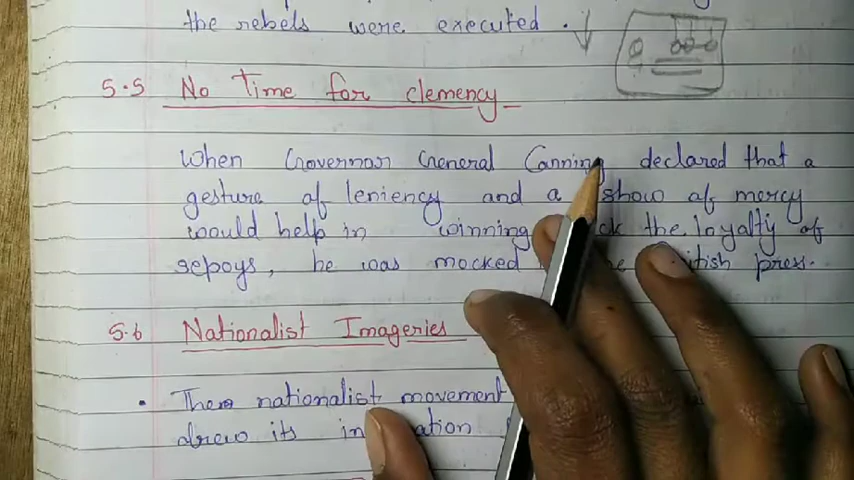 the rebels were executed.
5.5 No Time for clemency
When Governor General Canning declared that a
gesture of leniency and a show of mercy
would help in winning the loyalty of
sepoys, he was mocked press.
5.6 Nationalist Imageries
• The nationalist movement
drew its